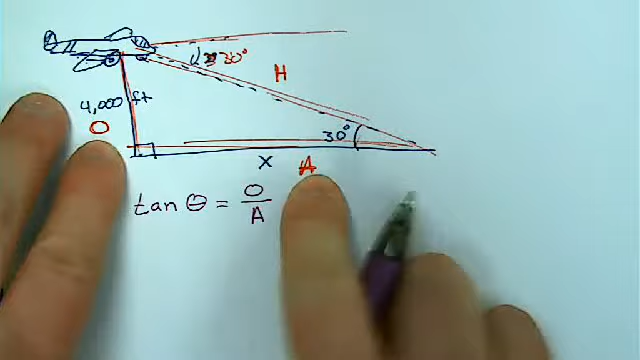 30°
H
4,000 ft
O
30°
x
A
tan θ = O/A